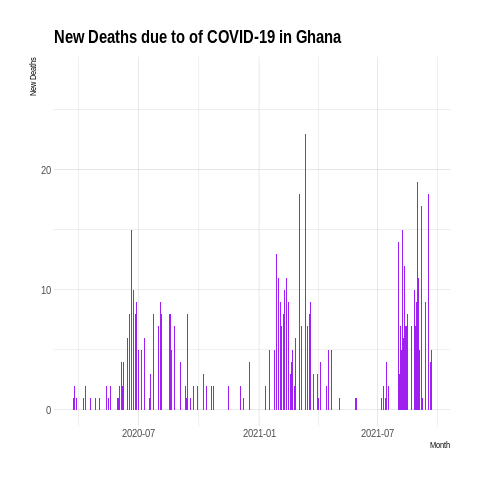 New Deaths due to of COVID-19 in Ghana
New Deaths
20
10
0
2020-07
2021-01
2021-07
Month